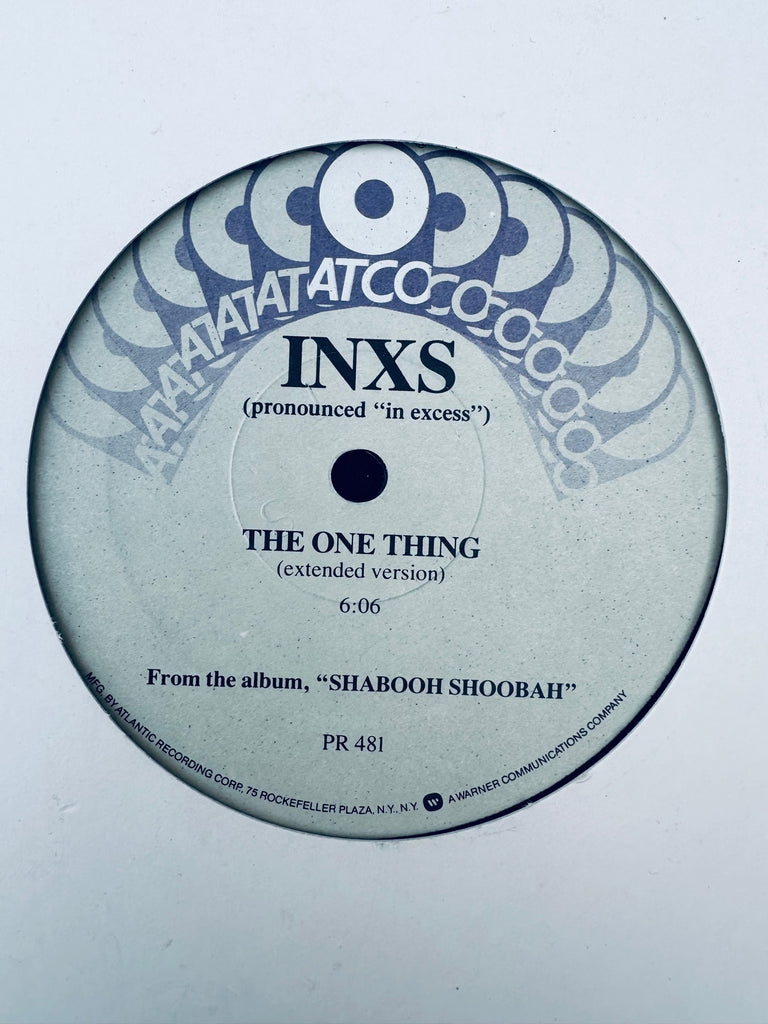 ATATATATATATCOCOCOCOCOCO
INXS
(pronounced “in excess”)
THE ONE THING
(extended version)
6:06
From the album, “SHABOOH SHOOBAH”
PR 481
MFG. BY ATLANTIC RECORDING CORP., 75 ROCKEFELLER PLAZA, N.Y., N.Y. W A WARNER COMMUNICATIONS COMPANY